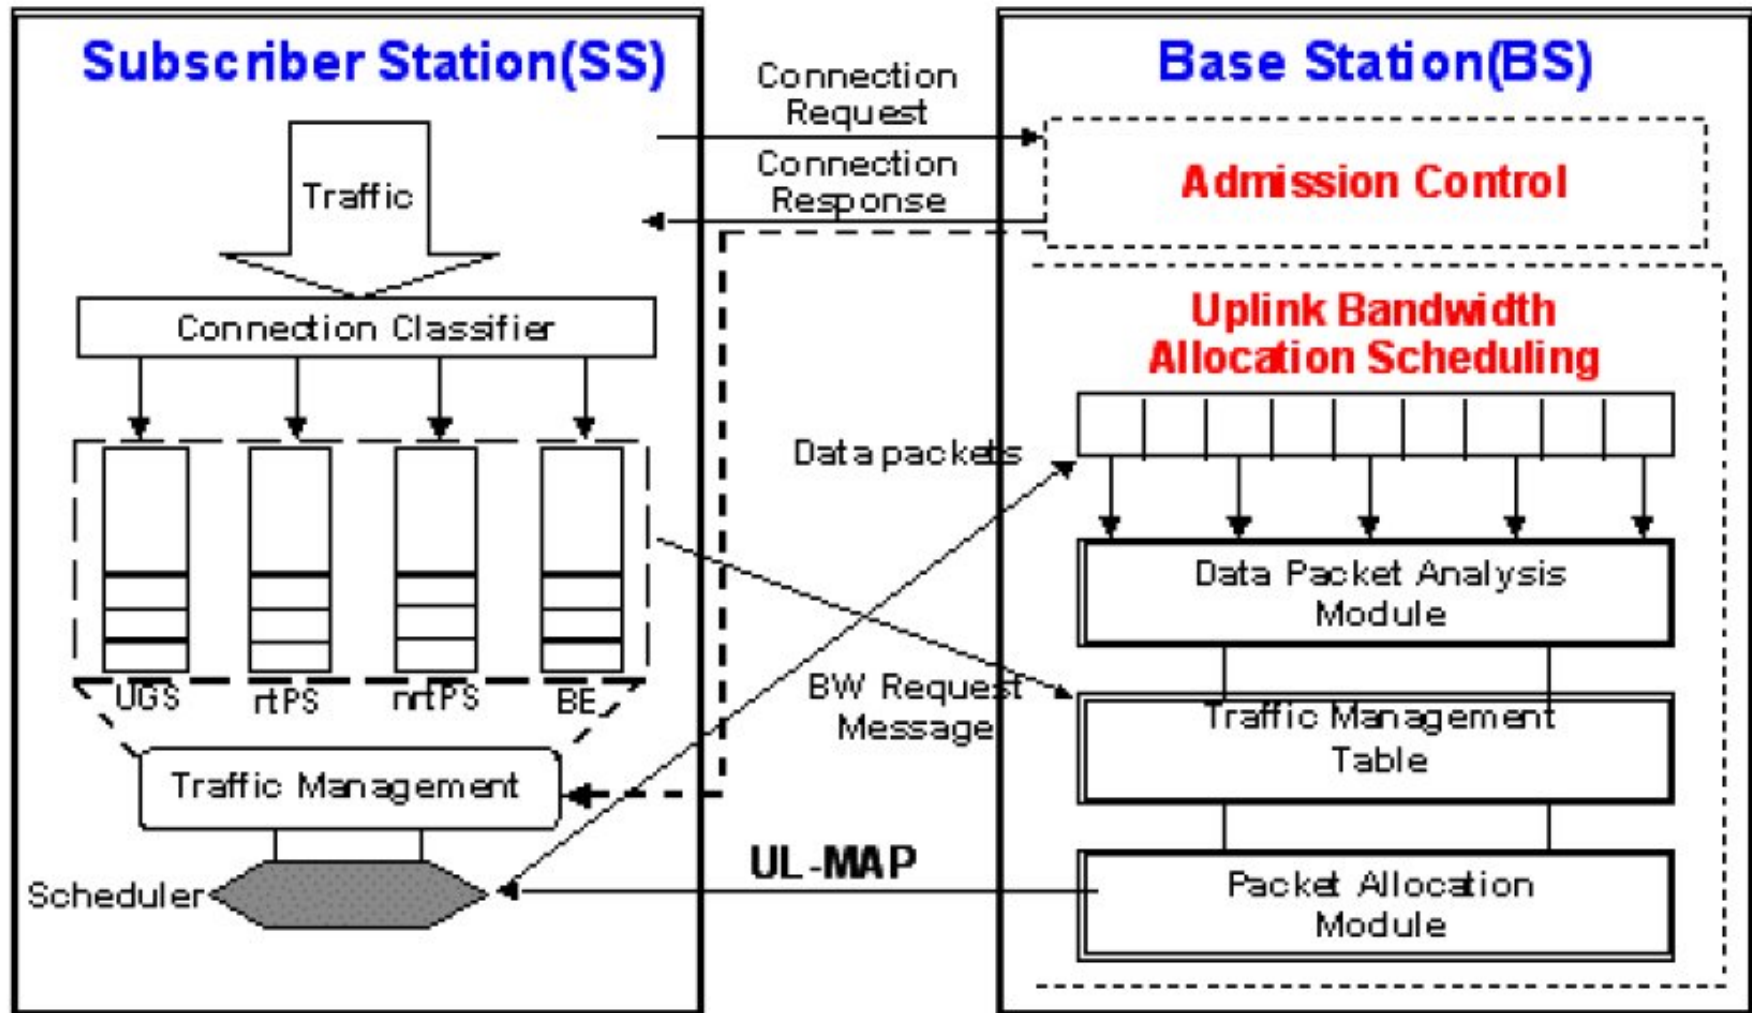 Subscriber Station(SS)
Traffic
Connection Classifier
UGS
rtPS
nrtPS
BE
Traffic Management
Scheduler
Connection
Request
Connection
Response
Data packets
BW Request
Message
UL-MAP
Base Station(BS)
Admission Control
Uplink Bandwidth
Allocation Scheduling
Data Packet Analysis
Module
Traffic Management
Table
Packet Allocation
Module